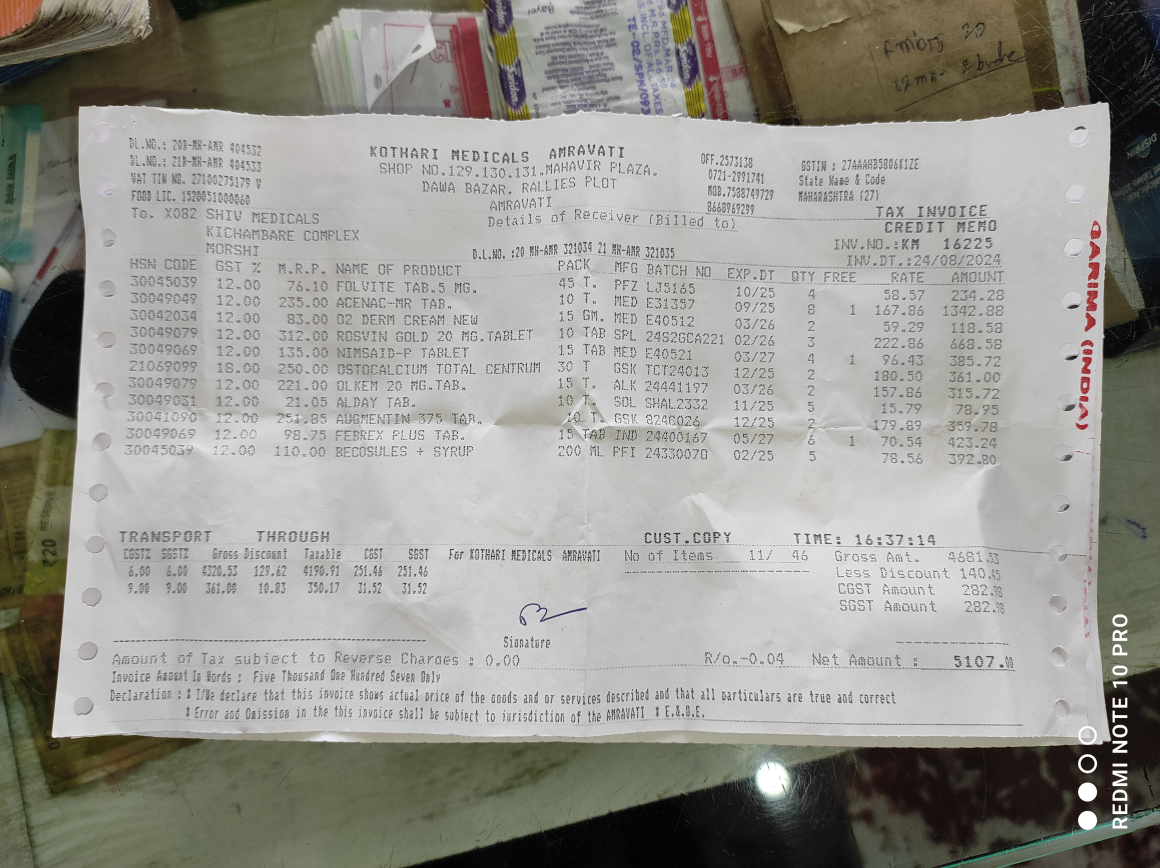 Bayer
Saridon
Ambrj 20
DL.NO.: 20B-MH-AMR 404532
DL.NO.: 21B-MH-AMR 404533
VAT TIN NO. 27100275179 V
FOOD LIC. 1152005
KOTHARI MEDICALS AMRAVATI
SHOP NO.129.130.131.MAHAVIR PLAZA.
DAWA BAZAR. RALLIES PLOT
AMRAVATI
OFF.2573138
0721-2991741
MOB.7588749729
8668969299
GSTIN : 27AAAHB5806K1ZE
State Name & Code
MAHARASHTRA (27)
To. X082 SHIV MEDICALS
KICHAMBARE COMPLEX
MORSHI
Details of Receiver (Billed to)
TAX INVOICE
CREDIT MEMO
INV.NO.:KM 16225
INV.DT.:24/08/2024
D.L.NO.:20 MH-AMR 321034 21 MH-AMR 321035
HSN CODE GST % M.R.P. NAME OF PRODUCT PACK MFG BATCH NO EXP.DT QTY FREE RATE AMOUNT
30045039 12.00 76.10 FOLVITE TAB.5 MG. 45 T. PFZ LJ5165 10/25 4 58.57 234.28
30049049 12.00 235.00 ACENAC-MR TAB. 10 T. MED E31357 09/25 8 1 167.86 1342.88
30042034 12.00 83.00 O2 DERM CREAM NEW 15 GM. MED E40512 03/26 2 59.29 118.58
30049079 12.00 312.00 ROSVIN GOLD 20 MG.TABLET 10 TAB SPL 24S2GCA221 02/26 3 222.86 668.58
30049069 12.00 135.00 NIMSAID-P TABLET 15 TAB MED E40521 03/27 4 1 96.43 385.72
21069099 18.00 250.00 OSTOCALCIUM TOTAL CENTRUM 30 T GSK TCT24013 12/25 2 180.50 361.00
30049079 12.00 221.00 OLKEM 20 MG.TAB. 15 T. ALK 24441197 03/26 2 157.86 315.72
30049031 12.00 21.05 ALDAY TAB. 10 T. SOL SHAL2332 11/25 5 15.79 78.95
30041090 12.00 251.85 AUGMENTIN 375 TAB. 10 T. GSK 824C026 12/25 2 179.89 359.78
30049069 12.00 98.75 FEBREX PLUS TAB. 15 TAB IND 24400167 05/27 6 1 70.54 423.24
30045039 12.00 110.00 BECOSULES + SYRUP 200 ML PFI 24330070 02/25 5 78.56 392.80
TRANSPORT THROUGH CUST.COPY TIME: 16:37:14
CGST% SGST% Gross Discount Taxable CGST SGST For KOTHARI MEDICALS AMRAVATI No of Items 11/ 46 Gross Amt. 4681.53
6.00 6.00 4320.53 129.62 4190.91 251.46 251.46 Less Discount 140.45
9.00 9.00 361.00 10.83 350.17 31.52 31.52 CGST Amount 282.98
SGST Amount 282.98
Signature
Amount of Tax subject to Reverse Charges : 0.00 R/o.-0.04 Net Amount : 5107.00
Invoice Amount In Words : Five Thousand One Hundred Seven Only
Declaration : * I/We declare that this invoice shows actual price of the goods and or services described and that all particulars are true and correct
* Error and Omission in the this invoice shall be subject to jurisdiction of the AMRAVATI * E.&O.E.
GARIMA (INDIA)
REDMI NOTE 10 PRO